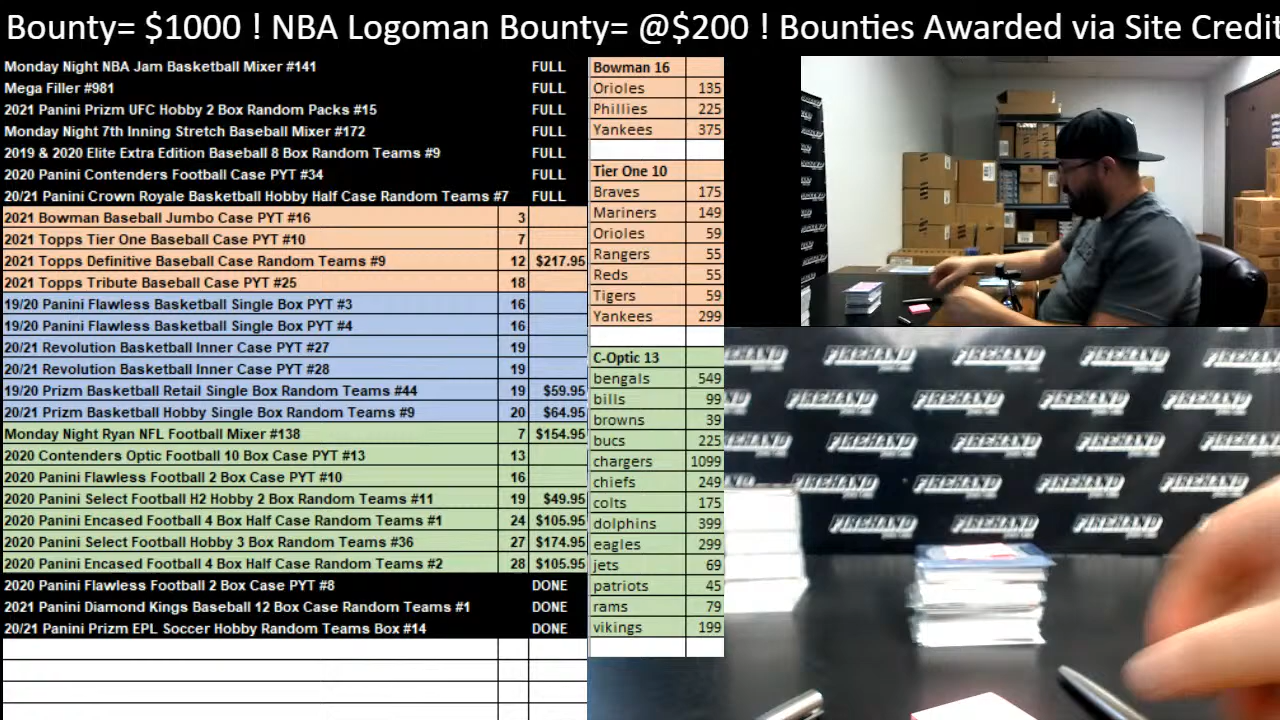 Bounty= $1000 ! NBA Logoman Bounty= @$200 ! Bounties Awarded via Site Credit
Monday Night NBA Jam Basketball Mixer #141 FULL
Mega Filler #981 FULL
2021 Panini Prizm UFC Hobby 2 Box Random Packs #15 FULL
Monday Night 7th Inning Stretch Baseball Mixer #172 FULL
2019 & 2020 Elite Extra Edition Baseball 8 Box Random Teams #9 FULL
2020 Panini Contenders Football Case PYT #34 FULL
20/21 Panini Crown Royale Basketball Hobby Half Case Random Teams #7 FULL
2021 Bowman Baseball Jumbo Case PYT #16 3
2021 Topps Tier One Baseball Case PYT #10 7
2021 Topps Definitive Baseball Case Random Teams #9 12 $217.95
2021 Topps Tribute Baseball Case PYT #25 18
19/20 Panini Flawless Basketball Single Box PYT #3 16
19/20 Panini Flawless Basketball Single Box PYT #4 16
20/21 Revolution Basketball Inner Case PYT #27 19
20/21 Revolution Basketball Inner Case PYT #28 19
19/20 Prizm Basketball Retail Single Box Random Teams #44 19 $59.95
20/21 Prizm Basketball Hobby Single Box Random Teams #9 20 $64.95
Monday Night Ryan NFL Football Mixer #138 7 $154.95
2020 Contenders Optic Football 10 Box Case PYT #13 13
2020 Panini Flawless Football 2 Box Case PYT #10 16
2020 Panini Select Football H2 Hobby 2 Box Random Teams #11 19 $49.95
2020 Panini Encased Football 4 Box Half Case Random Teams #1 24 $105.95
2020 Panini Select Football Hobby 3 Box Random Teams #36 27 $174.95
2020 Panini Encased Football 4 Box Half Case Random Teams #2 28 $105.95
2020 Panini Flawless Football 2 Box Case PYT #8 DONE
2021 Panini Diamond Kings Baseball 12 Box Case Random Teams #1 DONE
20/21 Panini Prizm EPL Soccer Hobby Random Teams Box #14 DONE
Bowman 16
Orioles 135
Phillies 225
Yankees 375
Tier One 10
Braves 175
Mariners 149
Orioles 59
Rangers 55
Reds 55
Tigers 59
Yankees 299
C-Optic 13
bengals 549
bills 99
browns 39
bucs 225
chargers 1099
chiefs 249
colts 175
dolphins 399
eagles 299
jets 69
patriots 45
rams 79
vikings 199
FIREHAND FIREHAND FIREHAND FIREHAND
FIREHAND FIREHAND FIREHAND
FIREHAND FIREHAND FIREHAND
FIREHAND FIREHAND FIREHAND
FIREHAND FIREHAND FIREHAND